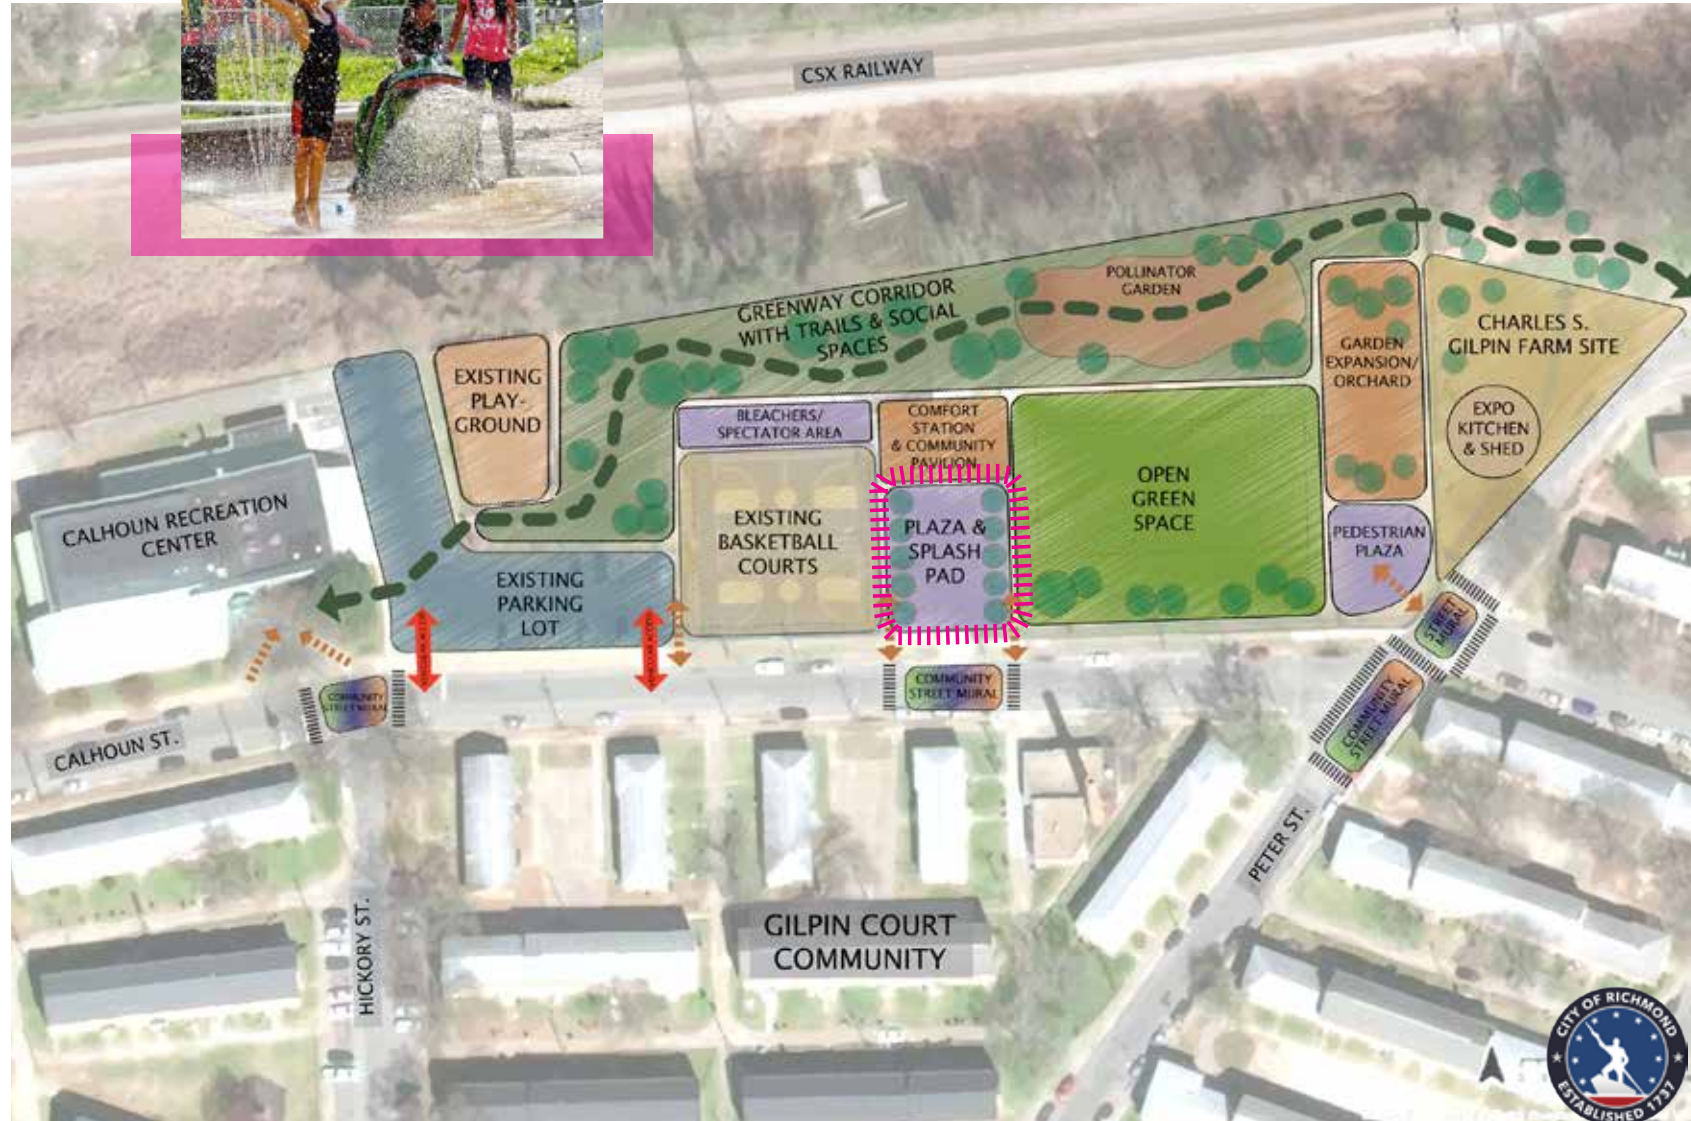 CSX RAILWAY
POLLINATOR
GARDEN
GREENWAY CORRIDOR
WITH TRAILS & SOCIAL
SPACES
CHARLES S.
GILPIN FARM SITE
GARDEN
EXPANSION/
ORCHARD
EXISTING
PLAY-
GROUND
BLEACHERS/
SPECTATOR AREA
COMFORT
STATION
& COMMUNITY
PAVILION
EXPO
KITCHEN
& SHED
OPEN
GREEN
SPACE
CALHOUN RECREATION
CENTER
EXISTING
BASKETBALL
COURTS
PLAZA &
SPLASH
PAD
PEDESTRIAN
PLAZA
EXISTING
PARKING
LOT
STREET
MURAL
COMMUNITY
STREET MURAL
COMMUNITY
STREET MURAL
COMMUNITY
STREET MURAL
CALHOUN ST.
PETER ST.
HICKORY ST.
GILPIN COURT
COMMUNITY
CITY OF RICHMOND
ESTABLISHED 1737